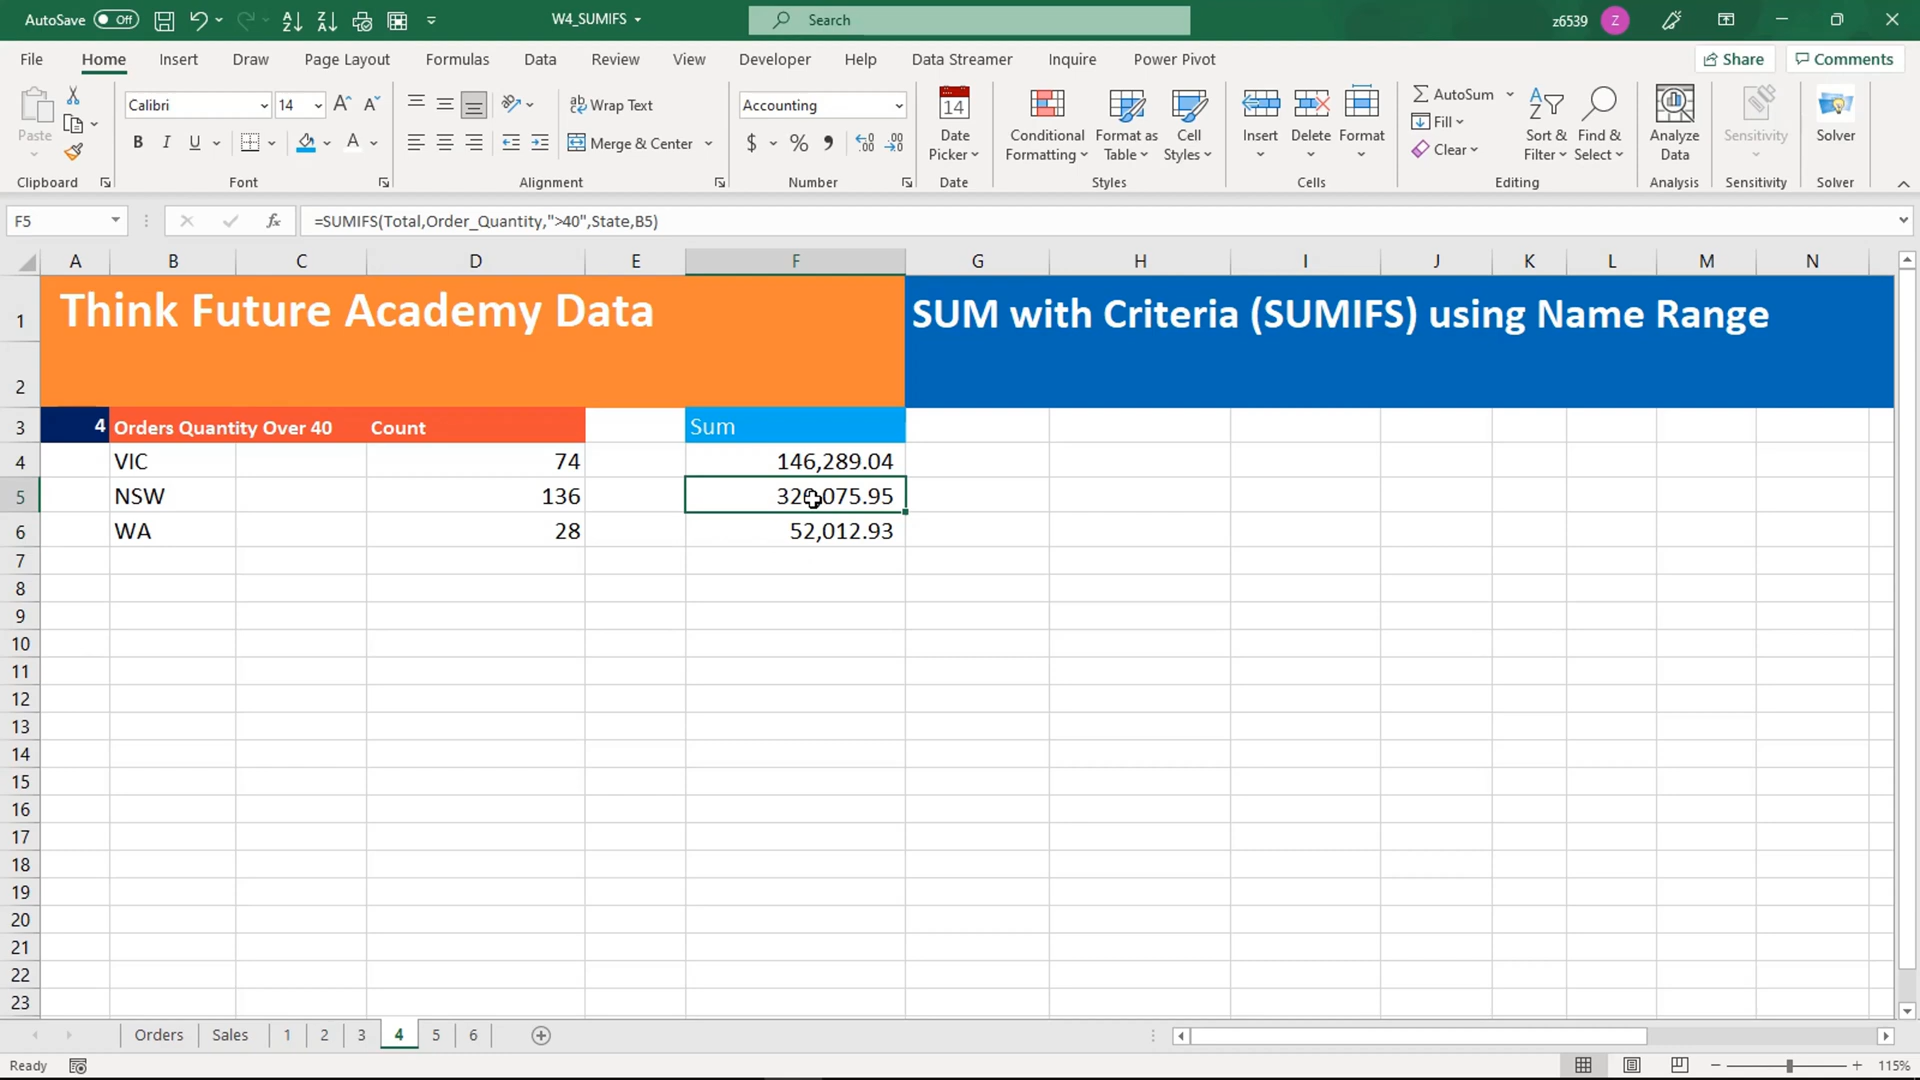 AutoSave Off W4_SUMIFS Search z6539 Z
File Home Insert Draw Page Layout Formulas Data Review View Developer Help Data Streamer Inquire Power Pivot Share Comments
Paste Calibri 14 Wrap Text Accounting 14 AutoSum
B I U A Merge & Center $ % Date Picker Conditional Formatting Format as Table Cell Styles Insert Delete Format Fill Clear Sort & Filter Find & Select Analyze Data Sensitivity Solver
Clipboard Font Alignment Number Date Styles Cells Editing Analysis Sensitivity Solver
F5 fx =SUMIFS(Total,Order_Quantity,">40",State,B5)
A B C D E F G H I J K L M N
1 Think Future Academy Data SUM with Criteria (SUMIFS) using Name Range
2
3 4 Orders Quantity Over 40 Count Sum
4 VIC 74 146,289.04
5 NSW 136
6 WA 28 52,012.93
7
8
9
10
11
12
13
14
15
16
17
18
19
20
21
22
23
Orders Sales 1 2 3 4 5 6
Ready 115%